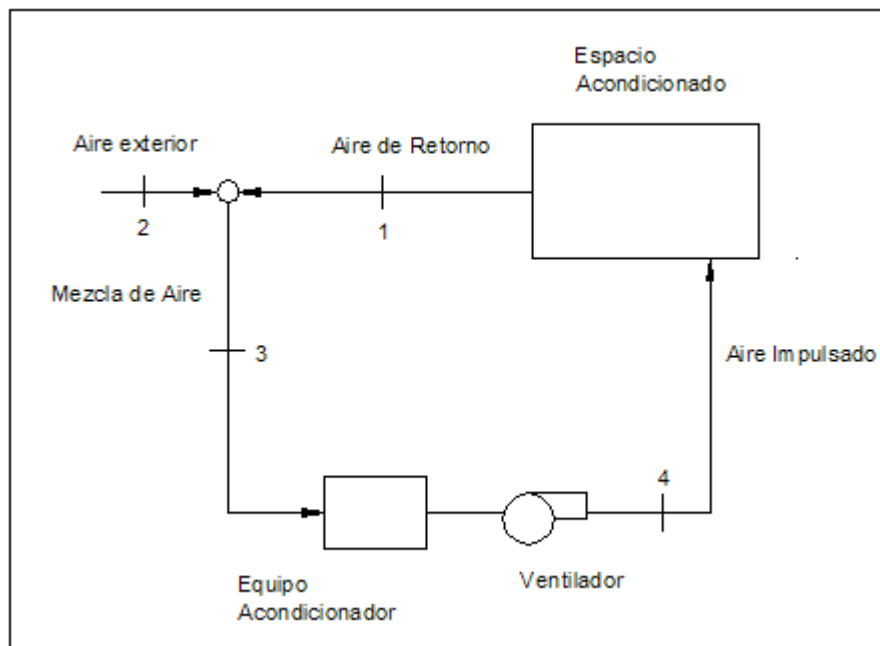 Espacio
Acondicionado
Aire exterior
Aire de Retorno
2
1
Mezcla de Aire
3
Aire Impulsado
4
Equipo
Acondicionador
Ventilador